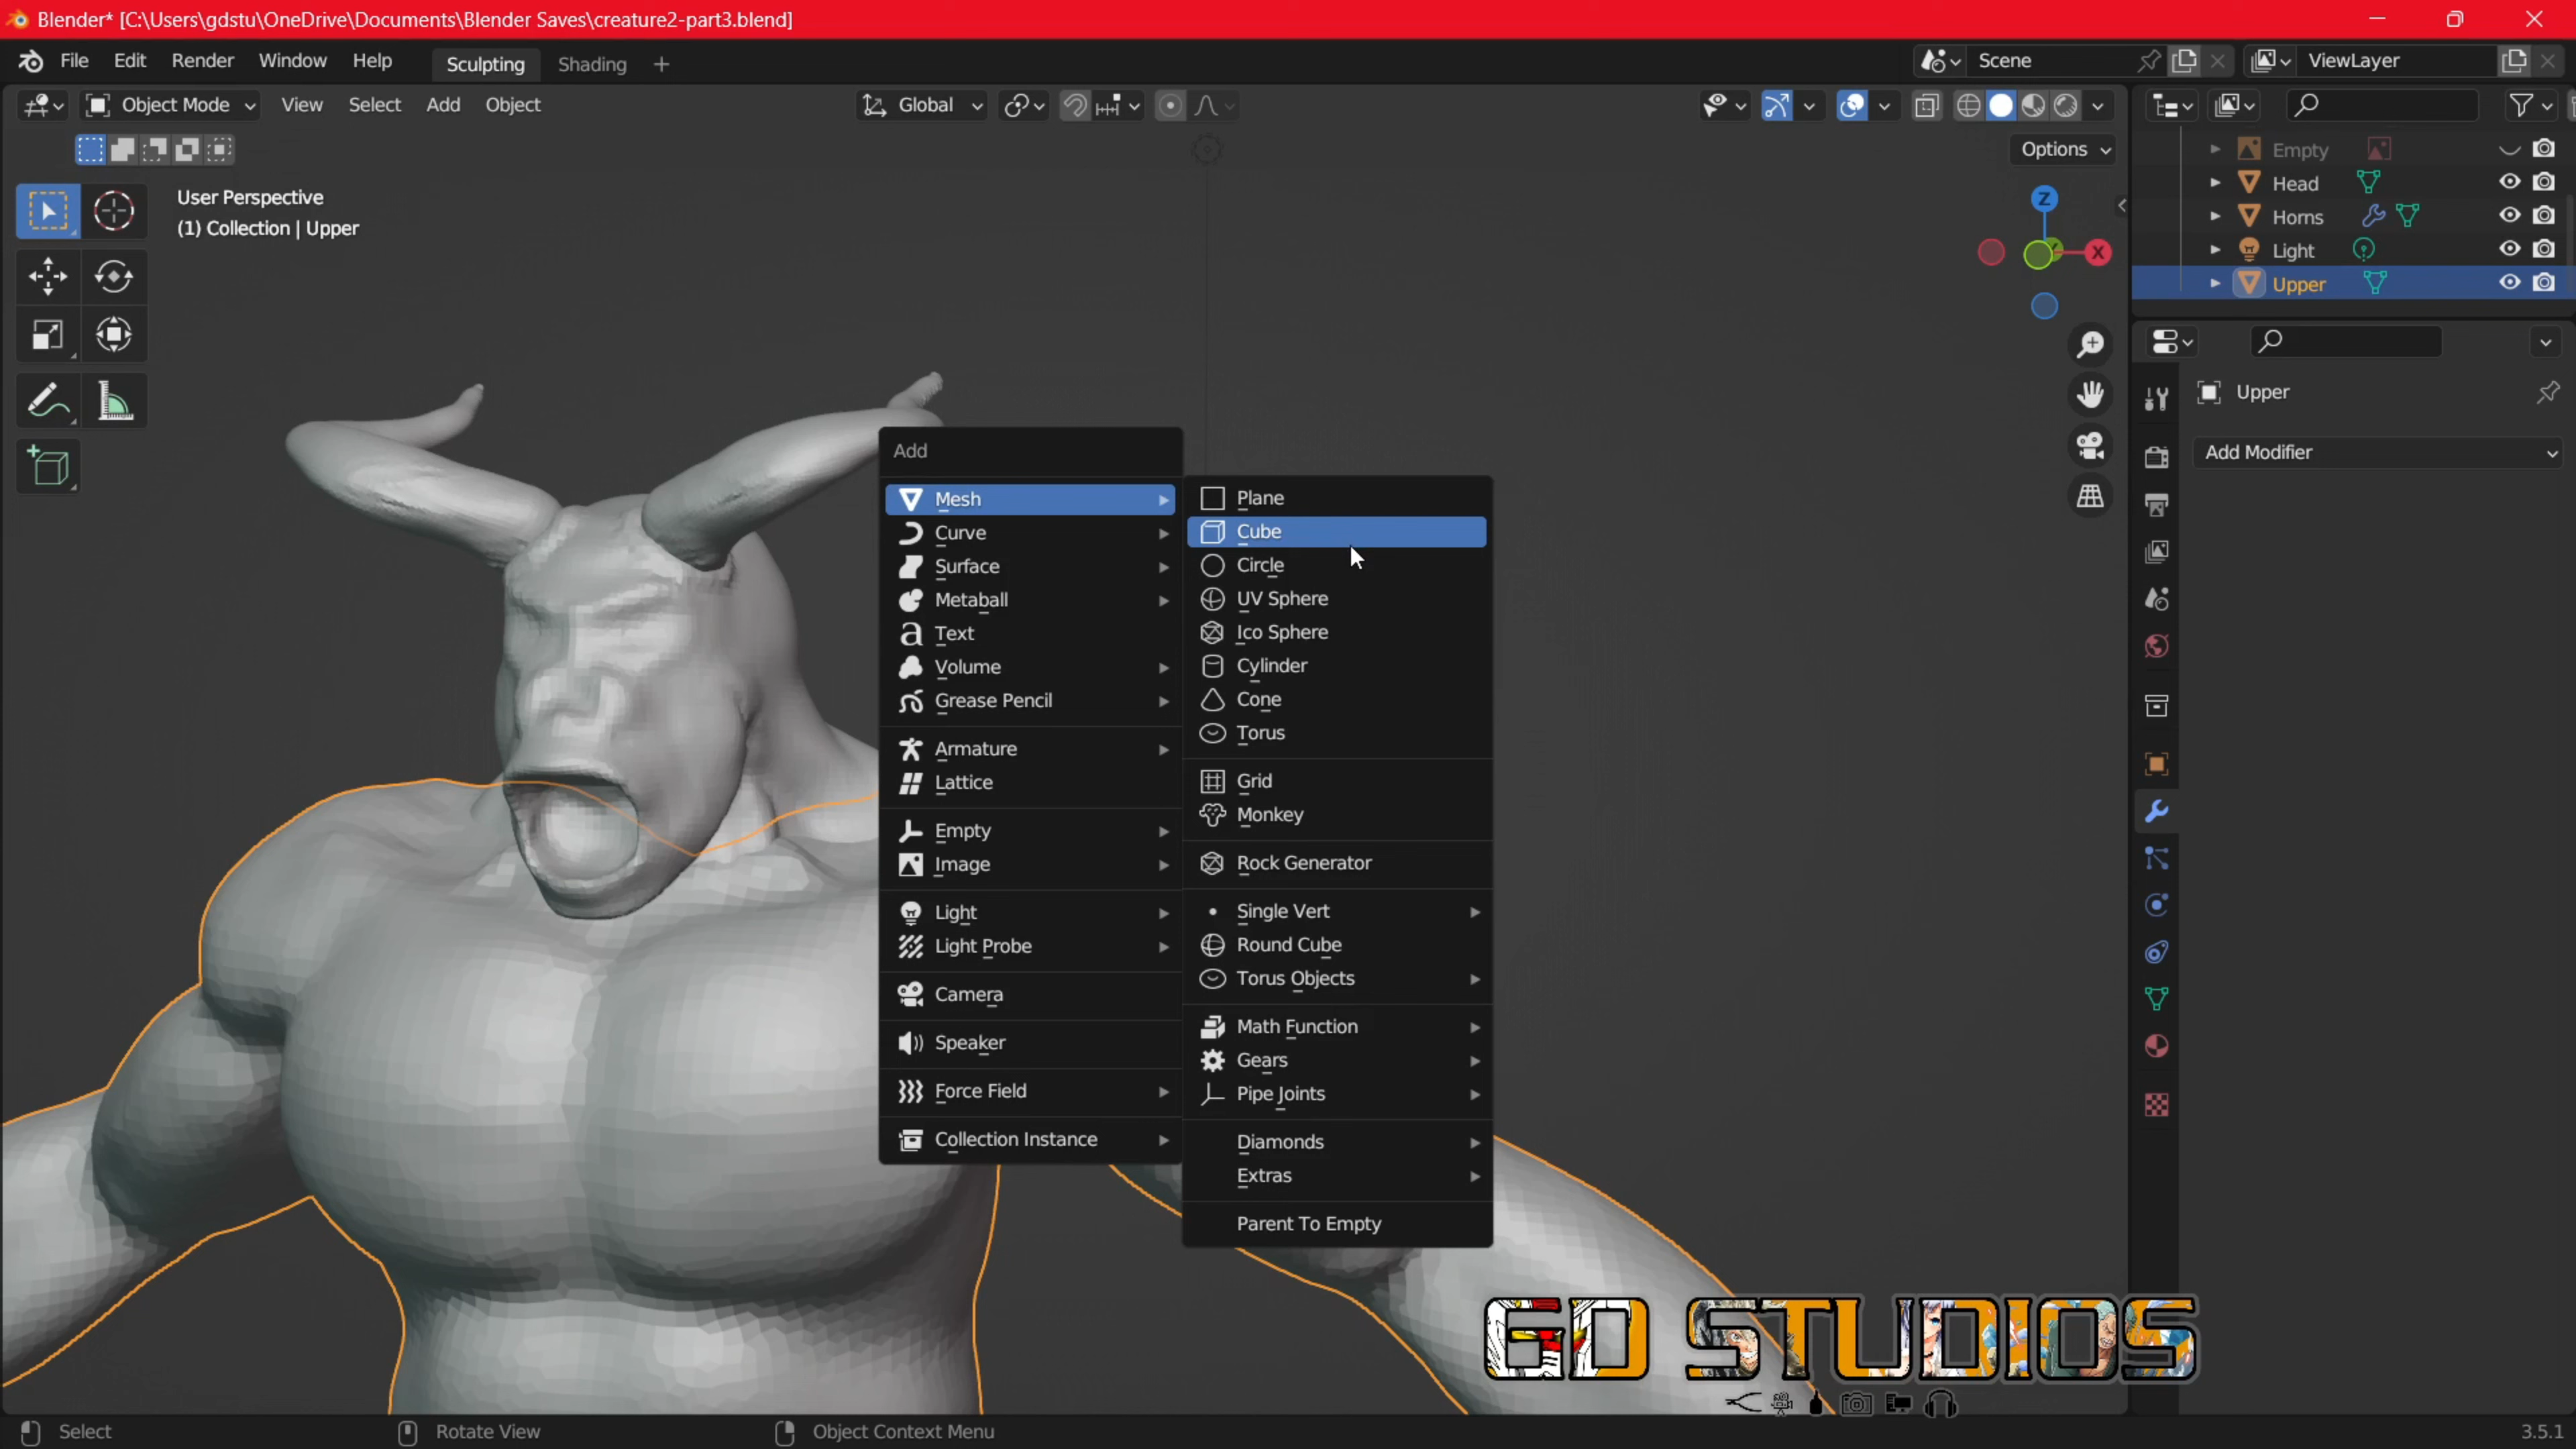 Blender* [C:\Users\gdstu\OneDrive\Documents\Blender Saves\creature2-part3.blend]
File Edit Render Window Help Sculpting Shading + Scene ViewLayer
Object Mode View Select Add Object Global
Options
User Perspective
(1) Collection | Upper
Z
X
Empty
Head
Horns
Light
Upper
Upper
Add Modifier
Add
Mesh
Curve
Surface
Metaball
Text
Volume
Grease Pencil
Armature
Lattice
Empty
Image
Light
Light Probe
Camera
Speaker
Force Field
Collection Instance
Plane
Cube
Circle
UV Sphere
Ico Sphere
Cylinder
Cone
Torus
Grid
Monkey
Rock Generator
Single Vert
Round Cube
Torus Objects
Math Function
Gears
Pipe Joints
Diamonds
Extras
Parent To Empty
GD STUDIOS
Select Rotate View Object Context Menu 3.5.1